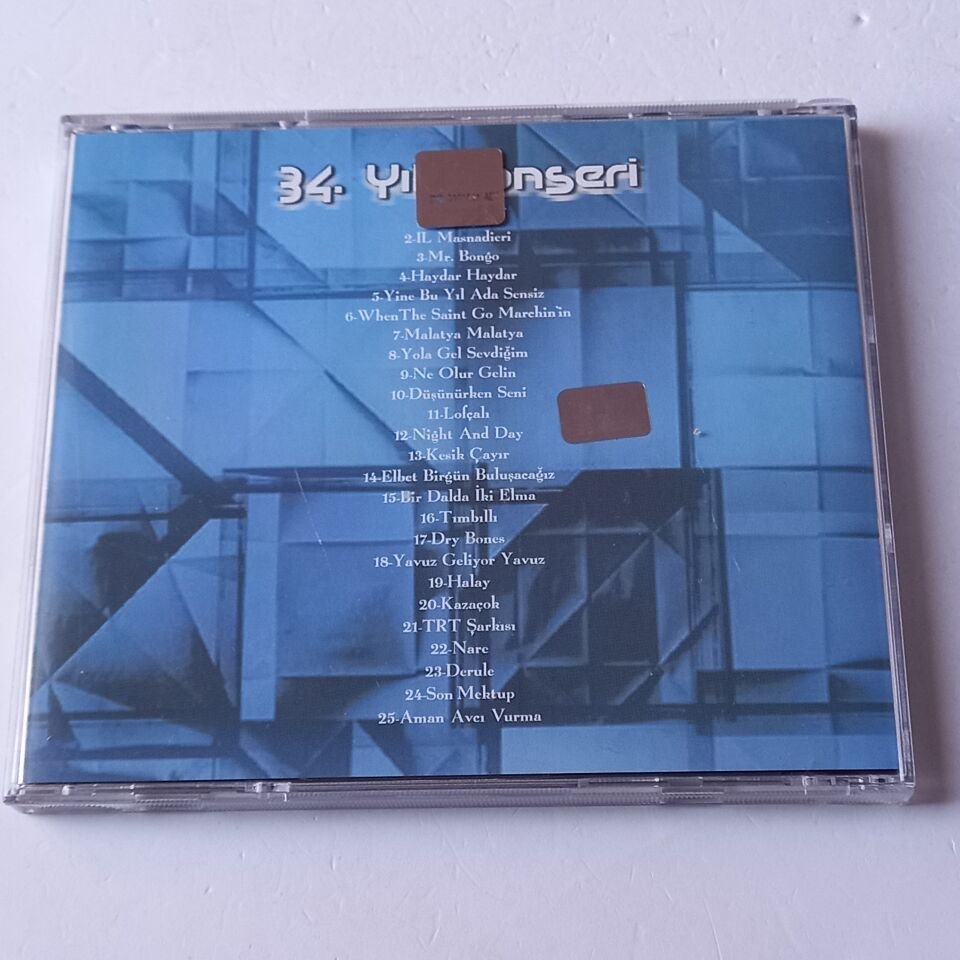 34.
2-IL Masnadieri
3-Mr. Bongo
4-Haydar Haydar
5-Yine Bu Yıl Ada Sensiz
6-When The Saint Go Marchin'in
7-Malatya Malatya
8-Yola Gel Sevdiğim
9-Ne Olur Gelin
10-Düşünürken Seni
11-Lofçalı
12-Night And Day
13-Kesik Çayır
14-Elbet Birgün Buluşacağız
15-Bir Dalda İki Elma
16-Tımbıllı
17-Dry Bones
18-Yavuz Geliyor Yavuz
19-Halay
20-Kazaçok
21-TRT Şarkısı
22-Nare
23-Derule
24-Son Mektup
25-Aman Avcı Vurma